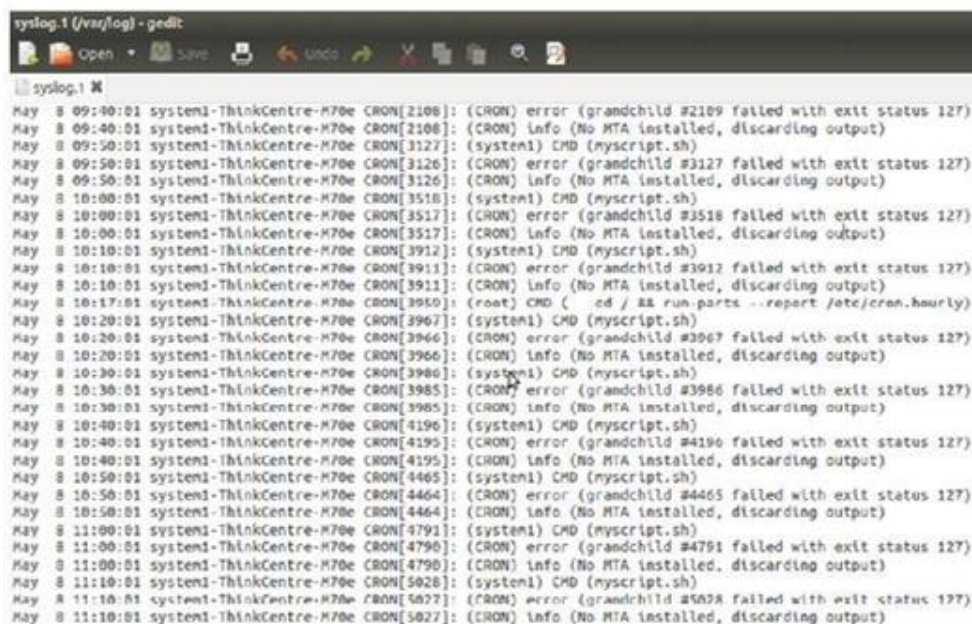 syslog.1 (/var/log) - gedit
Open Save Undo
syslog.1
May 8 09:40:01 system1-ThinkCentre-M70e CRON[2108]: (CRON) error (grandchild #2109 failed with exit status 127)
May 8 09:40:01 system1-ThinkCentre-M70e CRON[2108]: (CRON) info (No MTA installed, discarding output)
May 8 09:50:01 system1-ThinkCentre-M70e CRON[3127]: (system1) CMD (myscript.sh)
May 8 09:50:01 system1-ThinkCentre-M70e CRON[3126]: (CRON) error (grandchild #3127 failed with exit status 127)
May 8 09:50:01 system1-ThinkCentre-M70e CRON[3126]: (CRON) info (No MTA installed, discarding output)
May 8 10:00:01 system1-ThinkCentre-M70e CRON[3518]: (system1) CMD (myscript.sh)
May 8 10:00:01 system1-ThinkCentre-M70e CRON[3517]: (CRON) error (grandchild #3518 failed with exit status 127)
May 8 10:00:01 system1-ThinkCentre-M70e CRON[3517]: (CRON) info (No MTA installed, discarding output)
May 8 10:10:01 system1-ThinkCentre-M70e CRON[3912]: (system1) CMD (myscript.sh)
May 8 10:10:01 system1-ThinkCentre-M70e CRON[3911]: (CRON) error (grandchild #3912 failed with exit status 127)
May 8 10:10:01 system1-ThinkCentre-M70e CRON[3911]: (CRON) info (No MTA installed, discarding output)
May 8 10:17:01 system1-ThinkCentre-M70e CRON[3959]: (root) CMD (   cd / && run-parts --report /etc/cron.hourly)
May 8 10:20:01 system1-ThinkCentre-M70e CRON[3967]: (system1) CMD (myscript.sh)
May 8 10:20:01 system1-ThinkCentre-M70e CRON[3966]: (CRON) error (grandchild #3967 failed with exit status 127)
May 8 10:20:01 system1-ThinkCentre-M70e CRON[3966]: (CRON) info (No MTA installed, discarding output)
May 8 10:30:01 system1-ThinkCentre-M70e CRON[3986]: (system1) CMD (myscript.sh)
May 8 10:30:01 system1-ThinkCentre-M70e CRON[3985]: (CRON) error (grandchild #3986 failed with exit status 127)
May 8 10:30:01 system1-ThinkCentre-M70e CRON[3985]: (CRON) info (No MTA installed, discarding output)
May 8 10:40:01 system1-ThinkCentre-M70e CRON[4196]: (system1) CMD (myscript.sh)
May 8 10:40:01 system1-ThinkCentre-M70e CRON[4195]: (CRON) error (grandchild #4196 failed with exit status 127)
May 8 10:40:01 system1-ThinkCentre-M70e CRON[4195]: (CRON) info (No MTA installed, discarding output)
May 8 10:50:01 system1-ThinkCentre-M70e CRON[4465]: (system1) CMD (myscript.sh)
May 8 10:50:01 system1-ThinkCentre-M70e CRON[4464]: (CRON) error (grandchild #4465 failed with exit status 127)
May 8 10:50:01 system1-ThinkCentre-M70e CRON[4464]: (CRON) info (No MTA installed, discarding output)
May 8 11:00:01 system1-ThinkCentre-M70e CRON[4791]: (system1) CMD (myscript.sh)
May 8 11:00:01 system1-ThinkCentre-M70e CRON[4790]: (CRON) error (grandchild #4791 failed with exit status 127)
May 8 11:00:01 system1-ThinkCentre-M70e CRON[4790]: (CRON) info (No MTA installed, discarding output)
May 8 11:10:01 system1-ThinkCentre-M70e CRON[5028]: (system1) CMD (myscript.sh)
May 8 11:10:01 system1-ThinkCentre-M70e CRON[5027]: (CRON) error (grandchild #5028 failed with exit status 127)
May 8 11:10:01 system1-ThinkCentre-M70e CRON[5027]: (CRON) info (No MTA installed, discarding output)